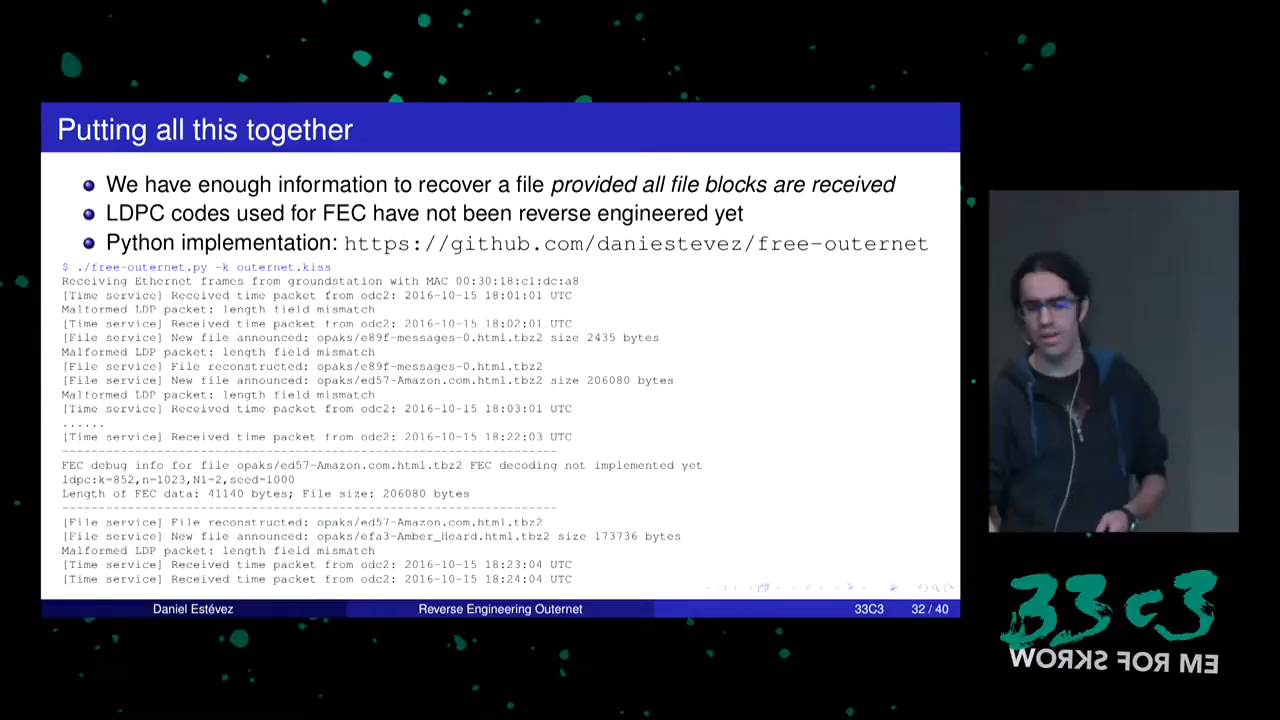 Putting all this together
We have enough information to recover a file provided all file blocks are received
LDPC codes used for FEC have not been reverse engineered yet
Python implementation: https://github.com/daniestevez/free-outernet
$ ./free-outernet.py -k outernet.kiss
Receiving Ethernet frames from groundstation with MAC 00:30:18:c1:dc:a8
[Time service] Received time packet from odc2: 2016-10-15 18:01:01 UTC
Malformed LDP packet: length field mismatch
[Time service] Received time packet from odc2: 2016-10-15 18:02:01 UTC
[File service] New file announced: opaks/e89f-messages-0.html.tbz2 size 2435 bytes
Malformed LDP packet: length field mismatch
[File service] File reconstructed: opaks/e89f-messages-0.html.tbz2
[File service] New file announced: opaks/ed57-Amazon.com.html.tbz2 size 206080 bytes
Malformed LDP packet: length field mismatch
[Time service] Received time packet from odc2: 2016-10-15 18:03:01 UTC
......
[Time service] Received time packet from odc2: 2016-10-15 18:22:03 UTC
--------------------------------------------------------------------
FEC debug info for file opaks/ed57-Amazon.com.html.tbz2 FEC decoding not implemented yet
ldpc:k=852,n=1023,N1=2,seed=1000
Length of FEC data: 41140 bytes; File size: 206080 bytes
--------------------------------------------------------------------
[File service] File reconstructed: opaks/ed57-Amazon.com.html.tbz2
[File service] New file announced: opaks/efa3-Amber_Heard.html.tbz2 size 173736 bytes
Malformed LDP packet: length field mismatch
[Time service] Received time packet from odc2: 2016-10-15 18:23:04 UTC
[Time service] Received time packet from odc2: 2016-10-15 18:24:04 UTC
Daniel Estévez Reverse Engineering Outernet 33C3 32 / 40
33c3
WORKS FOR ME